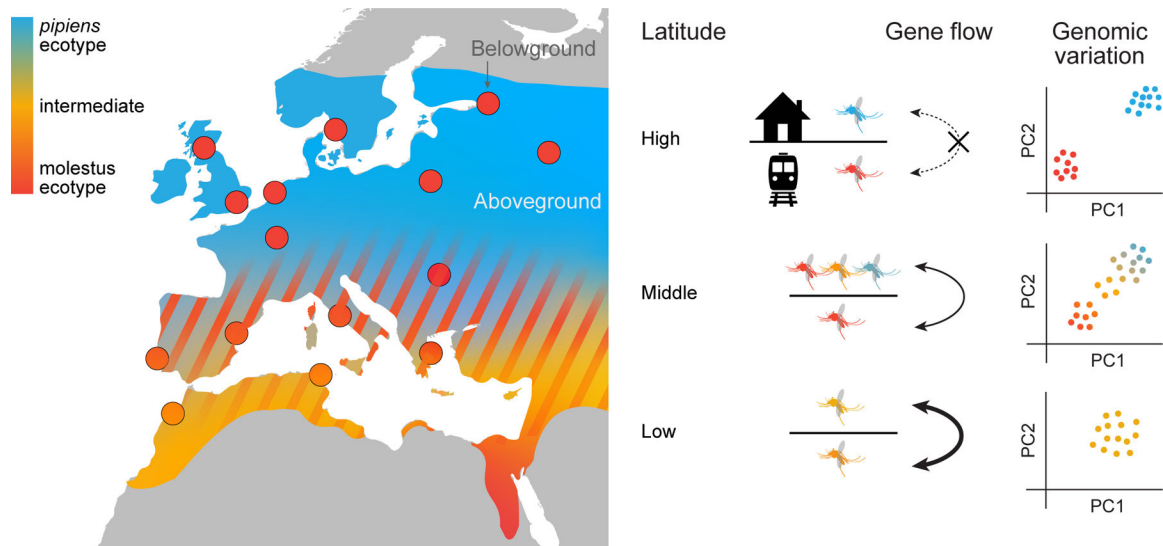 pipiens
ecotype
intermediate
molestus
ecotype
Belowground
Aboveground
Latitude
Gene flow
Genomic
variation
High
PC2
PC1
Middle
PC2
PC1
Low
PC2
PC1